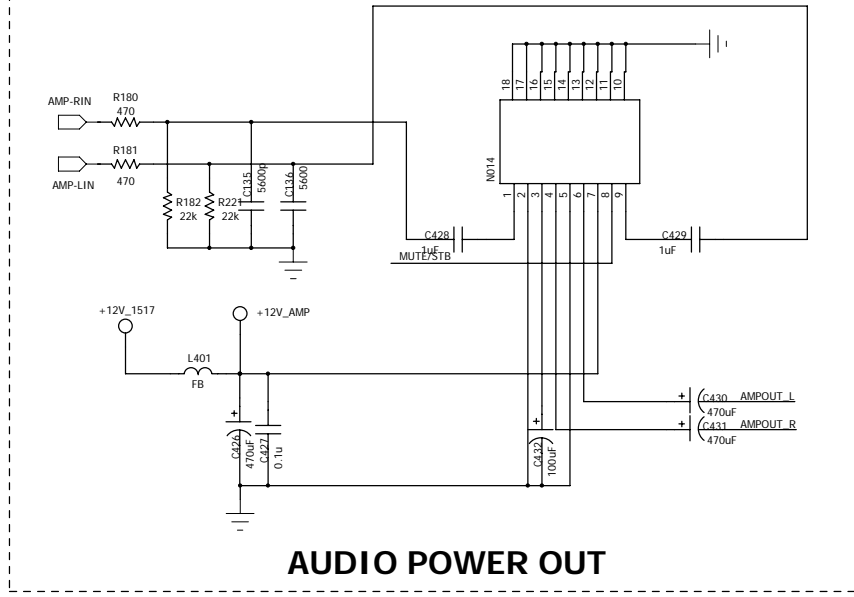 AMP-RIN
R180
470
R181
470
AMP-LIN
R182
22k
R221
22k
C135
5600p
C136
5600
18
17
16
15
14
13
12
11
10
N014
1
2
3
4
5
6
7
8
9
C428
1uF
C429
1uF
MUTE/STB
+12V_1517
+12V_AMP
L401
FB
C426
470uF
C427
0.1u
+
+
C432
100uF
+
C430
AMPOUT_L
470uF
+
C431
AMPOUT_R
470uF
AUDIO POWER OUT